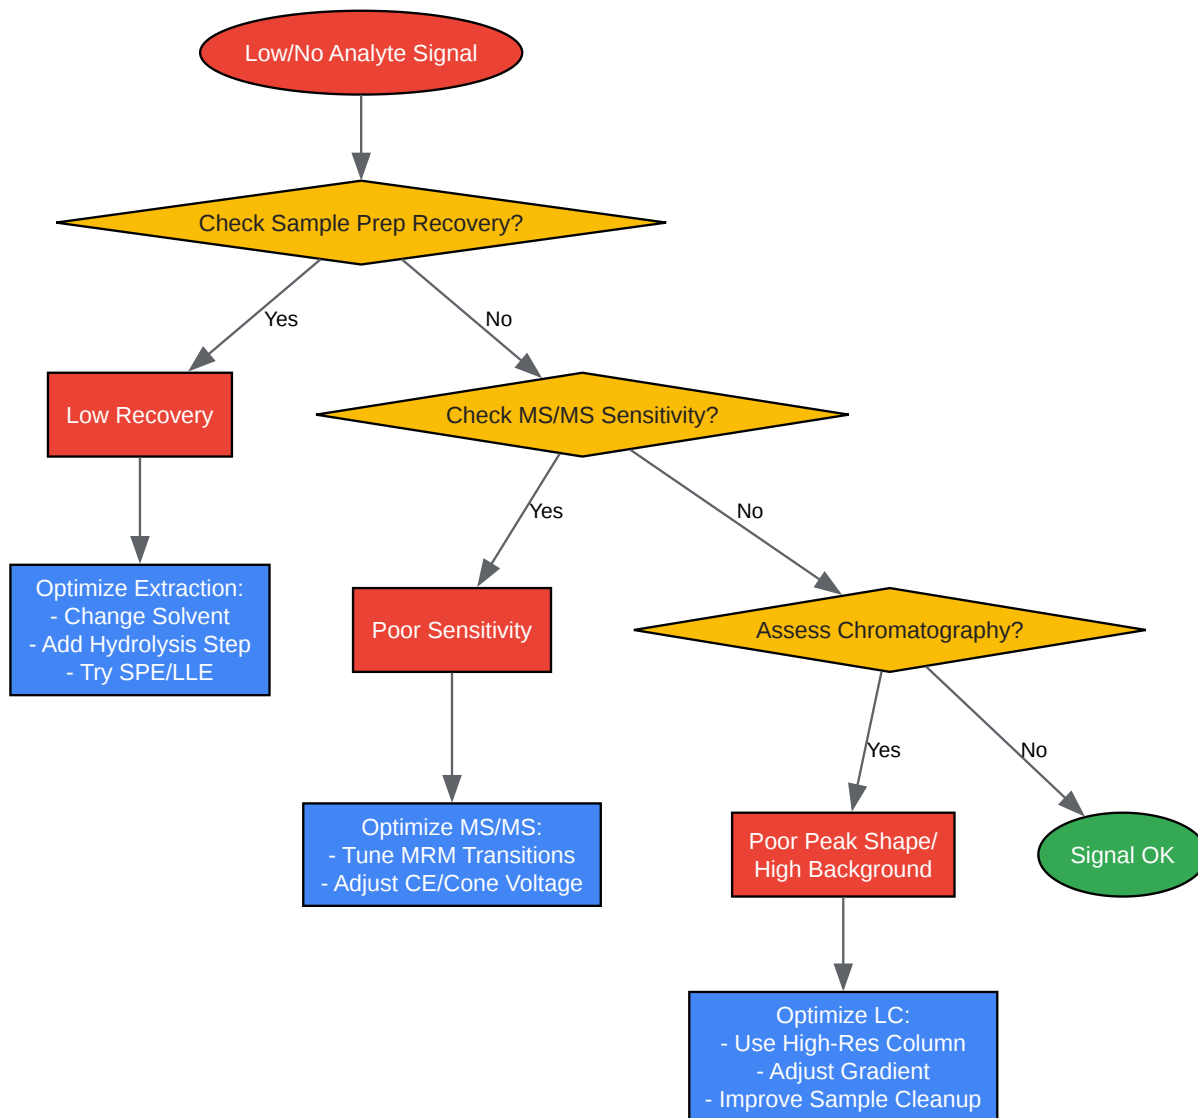 Low/No Analyte Signal
Check Sample Prep Recovery?
Yes
No
Low Recovery
Check MS/MS Sensitivity?
Optimize Extraction:
- Change Solvent
- Add Hydrolysis Step
- Try SPE/LLE
Yes
No
Poor Sensitivity
Assess Chromatography?
Optimize MS/MS:
- Tune MRM Transitions
- Adjust CE/Cone Voltage
Yes
No
Poor Peak Shape/
High Background
Signal OK
Optimize LC:
- Use High-Res Column
- Adjust Gradient
- Improve Sample Cleanup